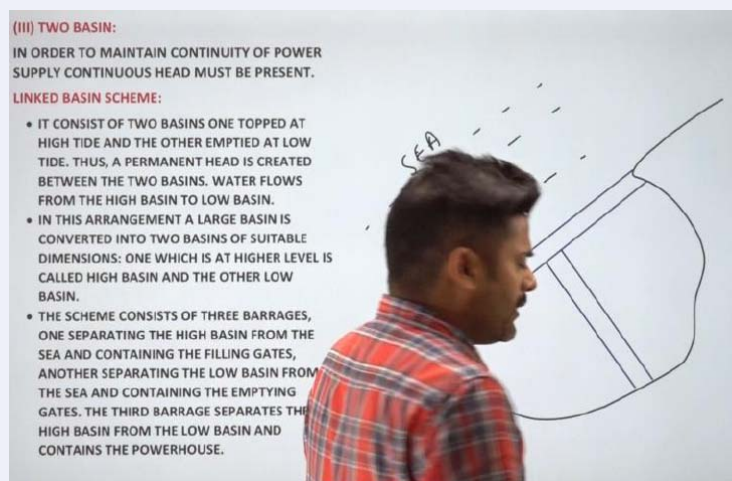 (III) TWO BASIN:
IN ORDER TO MAINTAIN CONTINUITY OF POWER
SUPPLY CONTINUOUS HEAD MUST BE PRESENT.
LINKED BASIN SCHEME:
• IT CONSIST OF TWO BASINS ONE TOPPED AT
HIGH TIDE AND THE OTHER EMPTIED AT LOW
TIDE. THUS, A PERMANENT HEAD IS CREATED
BETWEEN THE TWO BASINS. WATER FLOWS
FROM THE HIGH BASIN TO LOW BASIN.
• IN THIS ARRANGEMENT A LARGE BASIN IS
CONVERTED INTO TWO BASINS OF SUITABLE
DIMENSIONS: ONE WHICH IS AT HIGHER LEVEL IS
CALLED HIGH BASIN AND THE OTHER LOW
BASIN.
• THE SCHEME CONSISTS OF THREE BARRAGES,
ONE SEPARATING THE HIGH BASIN FROM THE
SEA AND CONTAINING THE FILLING GATES,
ANOTHER SEPARATING THE LOW BASIN FROM
THE SEA AND CONTAINING THE EMPTYING
GATES. THE THIRD BARRAGE SEPARATES THE
HIGH BASIN FROM THE LOW BASIN AND
CONTAINS THE POWERHOUSE.
SEA